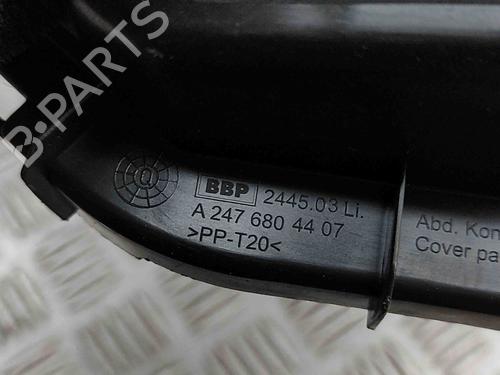 B-PARTS
Q
BBP 2445.03 Li.
A 247 680 44 07
>PP-T20<
Abd. Kon
Cover pa